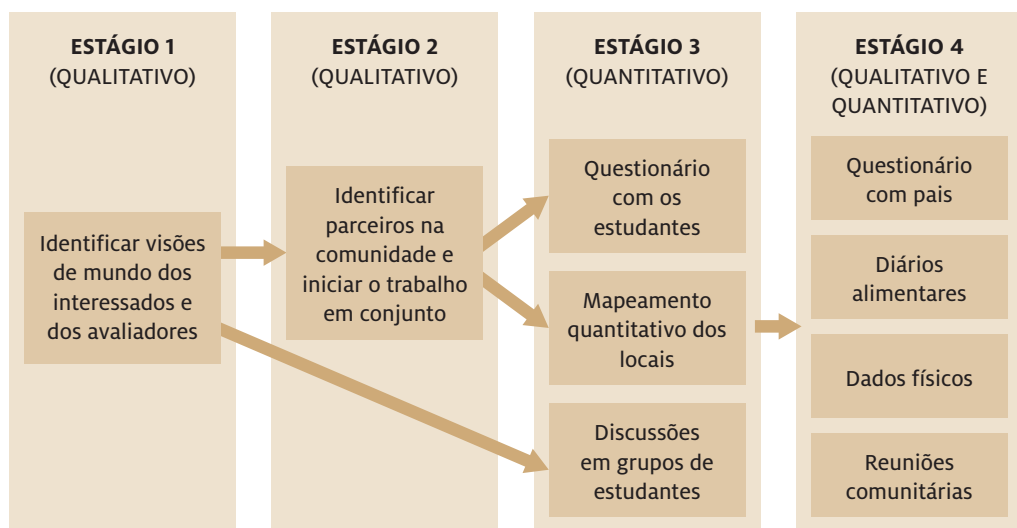 ESTÁGIO 1
(QUALITATIVO)
Identificar visões
de mundo dos
interessados e
dos avaliadores
ESTÁGIO 2
(QUALITATIVO)
Identificar
parceiros na
comunidade e
iniciar o trabalho
em conjunto
ESTÁGIO 3
(QUANTITATIVO)
Questionário
com os
estudantes
Mapeamento
quantitativo dos
locais
Discussões
em grupos de
estudantes
ESTÁGIO 4
(QUALITATIVO E
QUANTITATIVO)
Questionário
com pais
Diários
alimentares
Dados físicos
Reuniões
comunitárias